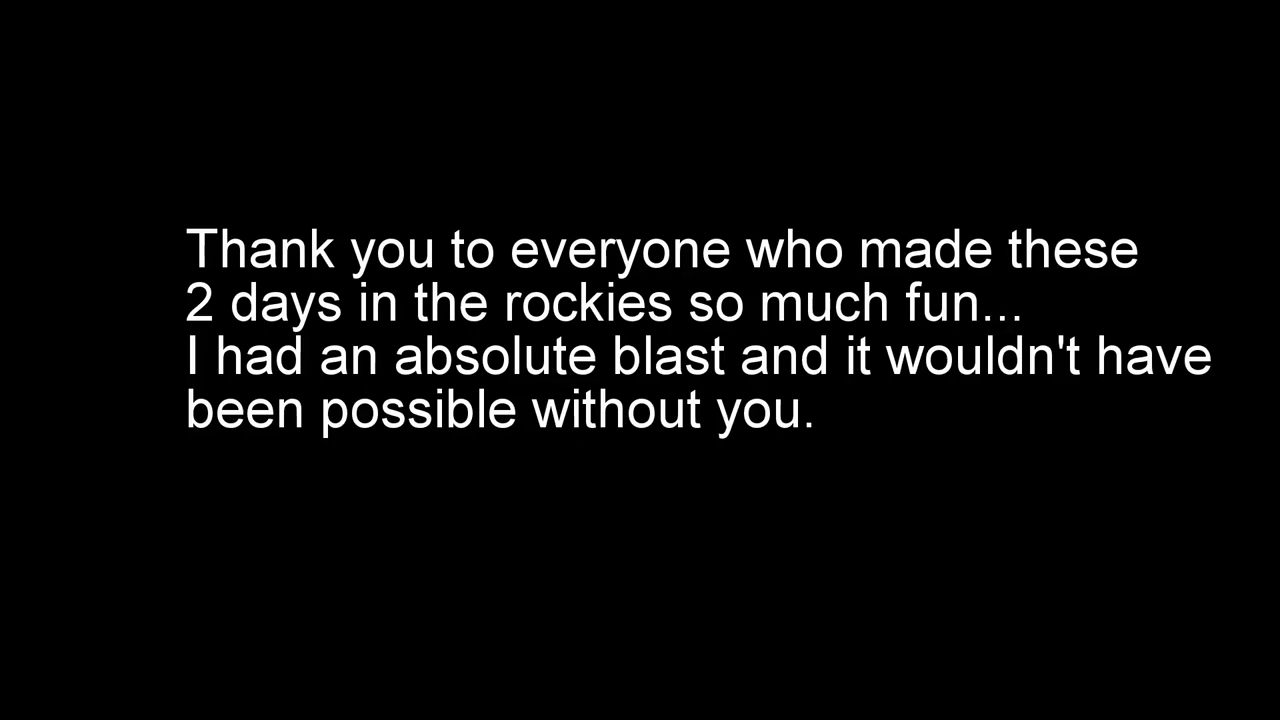 Thank you to everyone who made these
2 days in the rockies so much fun...
I had an absolute blast and it wouldn't have
been possible without you.